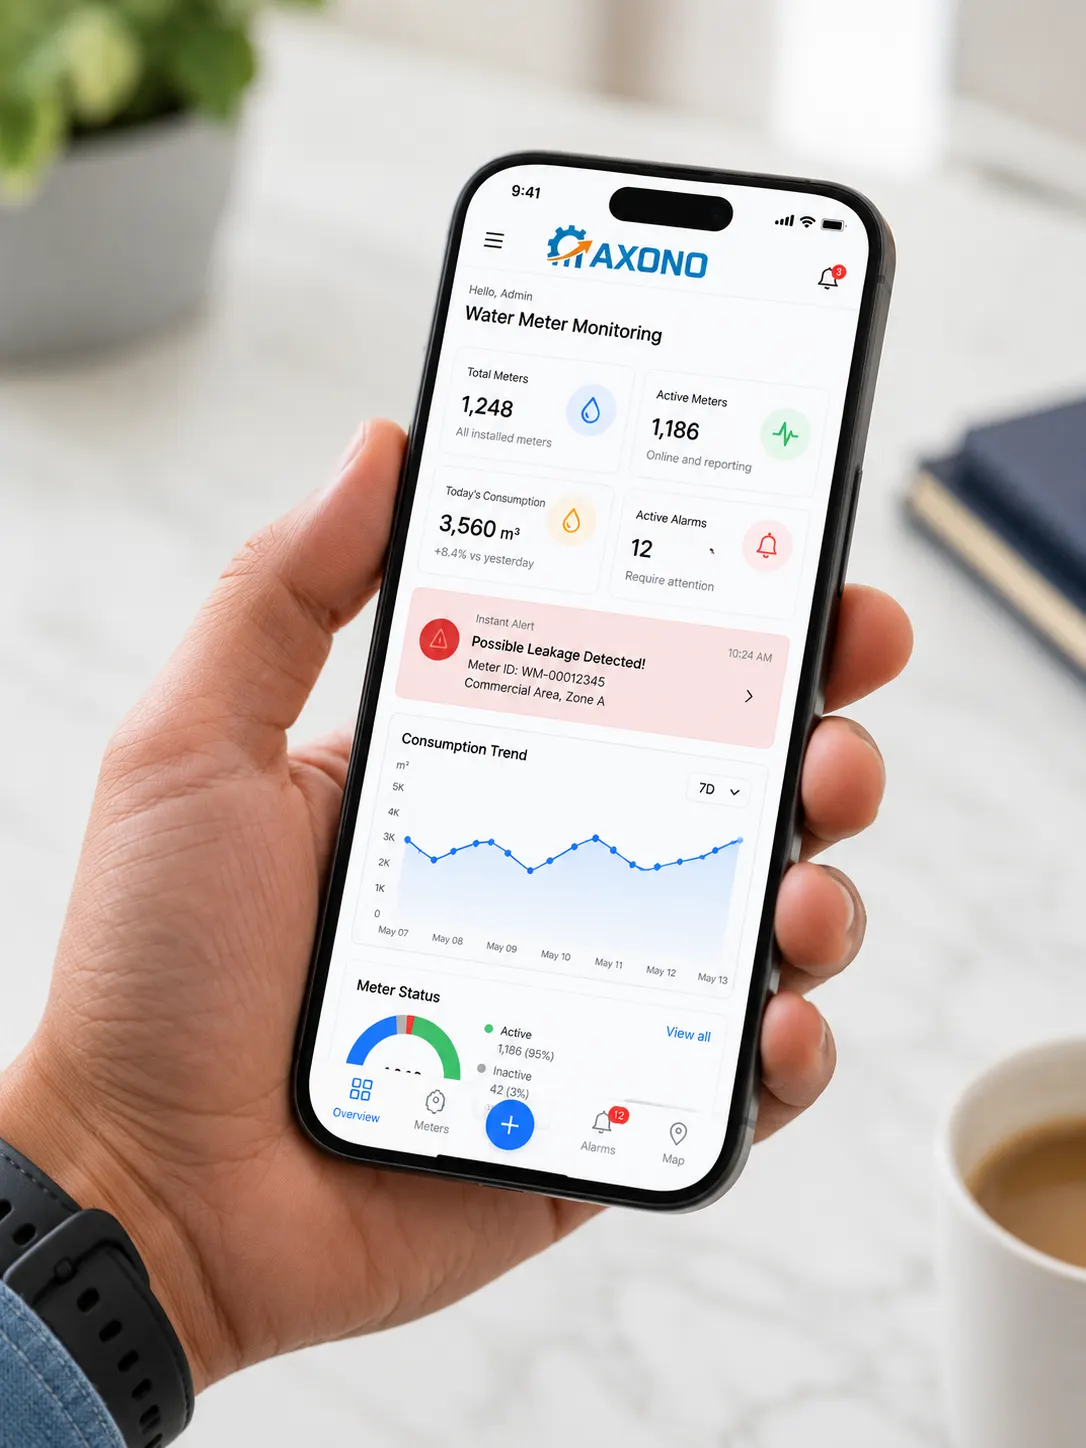 9:41
AXONO
3
Hello, Admin
Water Meter Monitoring
Total Meters
1,248
All installed meters
Active Meters
1,186
Online and reporting
Today's Consumption
3,560 m³
+8.4% vs yesterday
Active Alarms
12
Require attention
Instant Alert
Possible Leakage Detected!
10:24 AM
Meter ID: WM-00012345
Commercial Area, Zone A
Consumption Trend
m³
7D
5K
4K
3K
2K
1K
0
May 07
May 08
May 09
May 10
May 11
May 12
May 13
Meter Status
View all
Active
1,186 (95%)
Inactive
42 (3%)
Overview
Meters
+
12
Alarms
Map